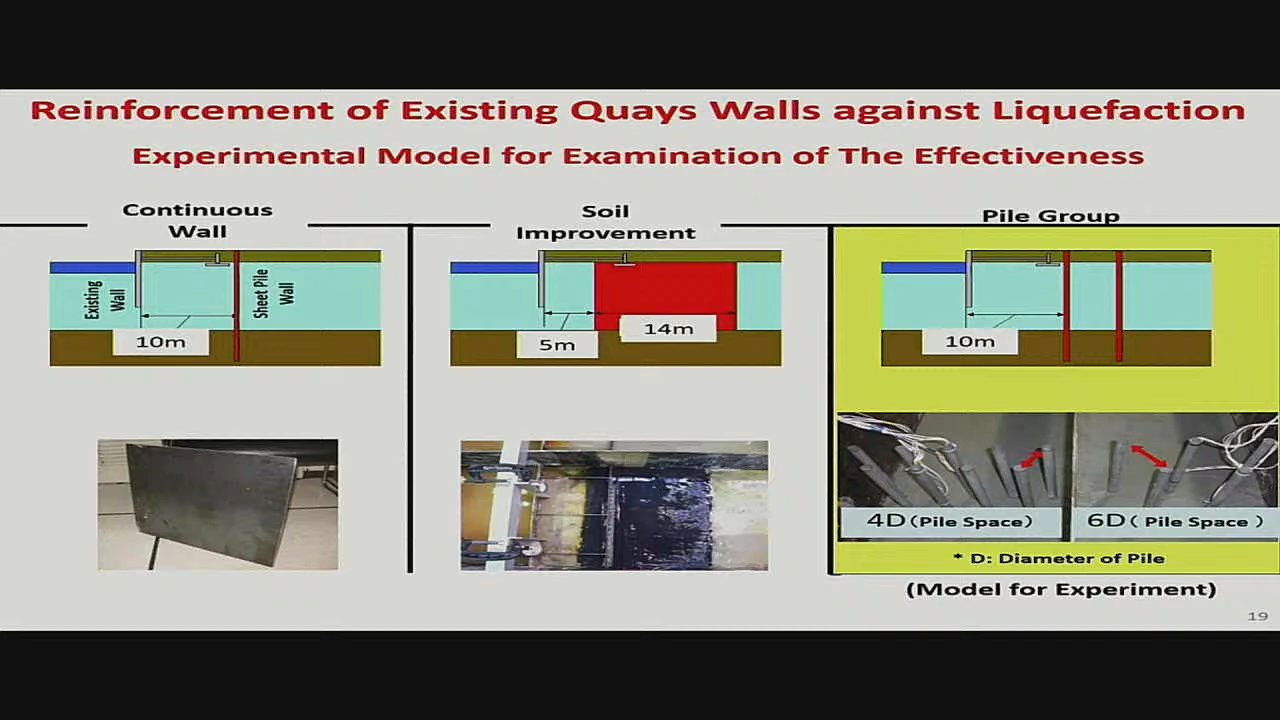 Reinforcement of Existing Quays Walls against Liquefaction
Experimental Model for Examination of The Effectiveness
Continuous
Wall
Existing
Wall
Sheet Pile
Wall
10m
Soil
Improvement
5m
14m
Pile Group
10m
4D(Pile Space)
6D( Pile Space )
* D: Diameter of Pile
(Model for Experiment)
19